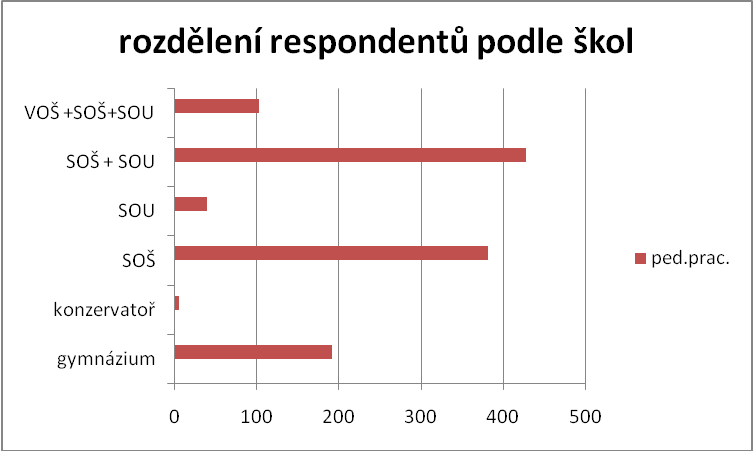 rozdělení respondentů podle škol
VOŠ +SOŠ+SOU
SOŠ + SOU
SOU
SOŠ
konzervatoř
gymnázium
ped.prac.
0 100 200 300 400 500